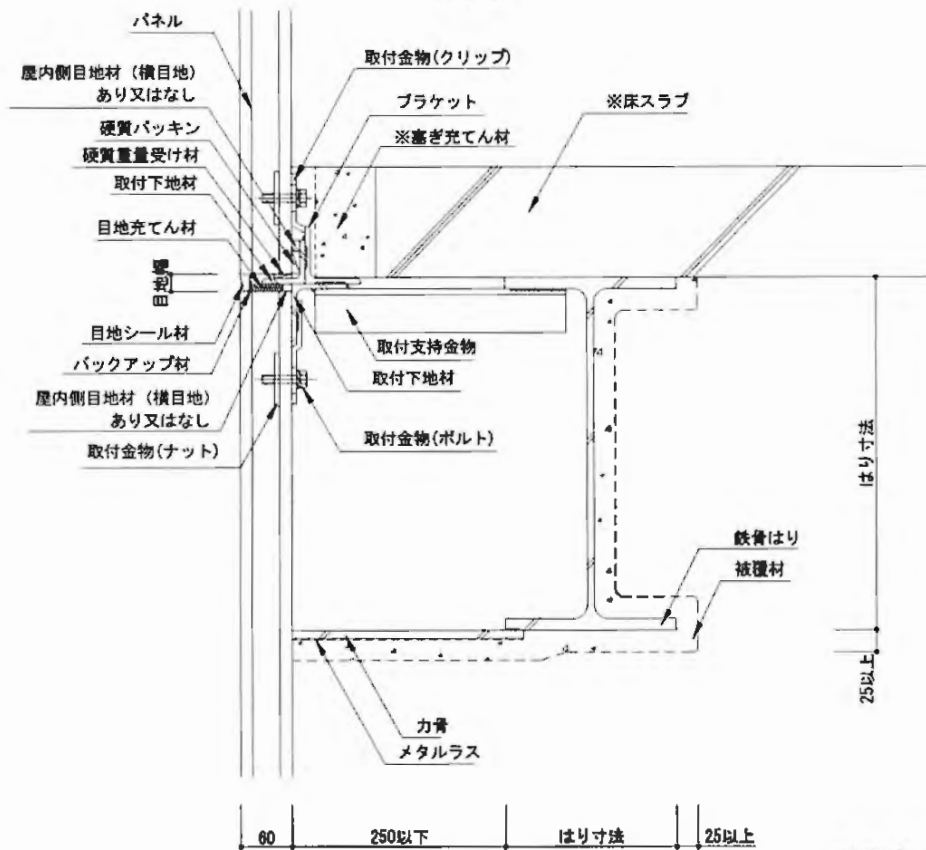 パネル
屋内側目地材(横目地)
あり又はなし
硬質パッキン
硬質重量受け材
取付下地材
目地充てん材
目地幅
目地シール材
バックアップ材
屋内側目地材(横目地)
あり又はなし
取付金物(ナット)
取付金物(クリップ)
ブラケット
※塞ぎ充てん材
※床スラブ
取付支持金物
取付下地材
取付金物(ボルト)
はり寸法
鉄骨はり
被覆材
25以上
力骨
メタルラス
60
250以下
はり寸法
25以上